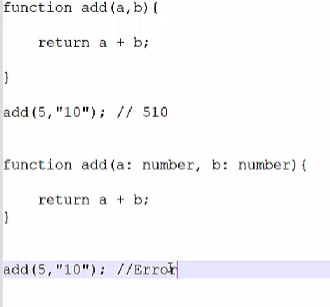 function add(a,b){
return a + b;
}
add(5,"10"); // 510
function add(a: number, b: number){
return a + b;
}
add(5,"10"); //Error